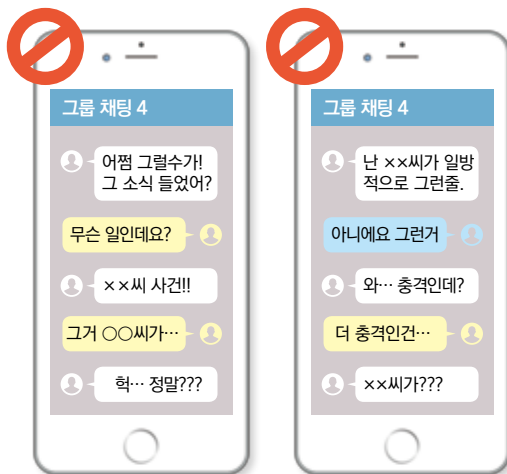 그룹 채팅 4
어쩜 그럴수가!
그 소식 들었어?
무슨 일인데요?
××씨 사건!!
그거 ○○씨가…
헉… 정말???
그룹 채팅 4
난 ××씨가 일방
적으로 그런줄.
아니에요 그런거
와… 충격인데?
더 충격인건…
××씨가???